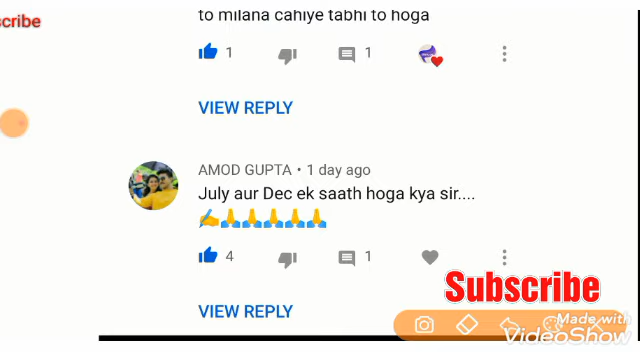 to milana cahiye tabhi to hoga
cribe
1
1
VIEW REPLY
AMOD GUPTA • 1 day ago
July aur Dec ek saath hoga kya sir....
✍🙏🙏🙏🙏🙏
4
1
Subscribe
VIEW REPLY
Made with
VideoShow